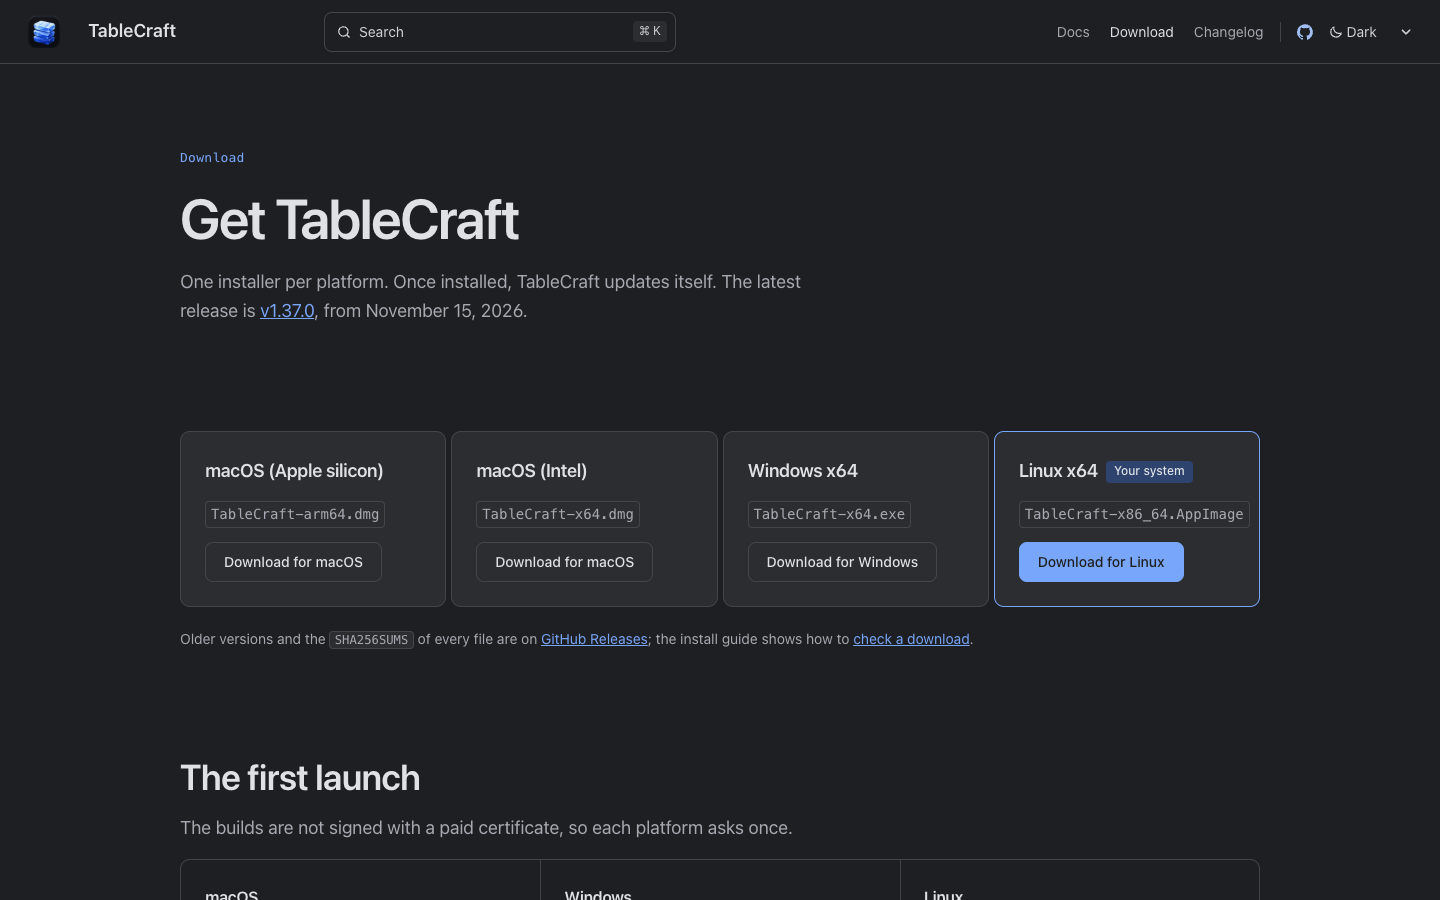 TableCraft
Search
⌘ K
Docs
Download
Changelog
Dark
Download
Get TableCraft
One installer per platform. Once installed, TableCraft updates itself. The latest
release is v1.37.0, from November 15, 2026.
macOS (Apple silicon)
TableCraft-arm64.dmg
Download for macOS
macOS (Intel)
TableCraft-x64.dmg
Download for macOS
Windows x64
TableCraft-x64.exe
Download for Windows
Linux x64
Your system
TableCraft-x86_64.AppImage
Download for Linux
Older versions and the SHA256SUMS of every file are on GitHub Releases; the install guide shows how to check a download.
The first launch
The builds are not signed with a paid certificate, so each platform asks once.
macOS
Windows
Linux